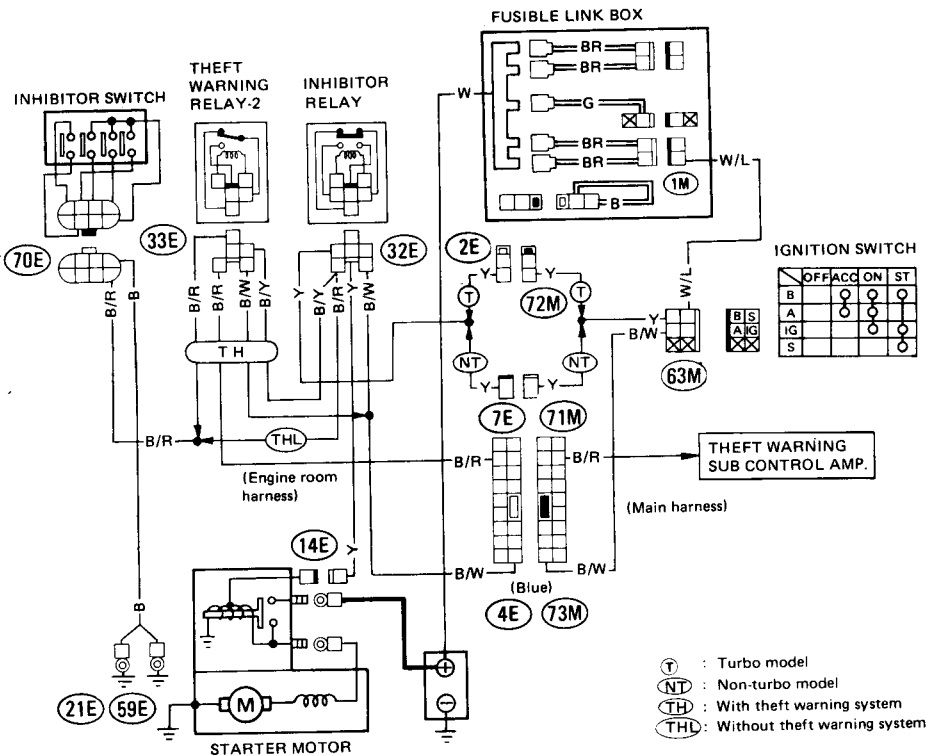 FUSIBLE LINK BOX
BR
BR
G
BR
BR
B
W
W/L
1M
THEFT
WARNING
RELAY-2
INHIBITOR
RELAY
INHIBITOR SWITCH
70E
33E
32E
2E
72M
B/R
B
B/R
B/R
B/W
B/Y
Y
B/Y
B/R
Y
B/W
Y
Y
T
T
W/L
Y
B/W
NT
NT
Y
Y
7E
71M
63M
B S
A IG
IGNITION SWITCH
OFF ACC ON ST
B
A
IG
S
TH
B/R
THL
B/R
B/R
THEFT WARNING
SUB CONTROL AMP.
(Engine room
harness)
(Main harness)
14E
Y
B/W
B/W
(Blue)
4E
73M
B
21E
59E
M
STARTER MOTOR
+
−
T : Turbo model
NT : Non-turbo model
TH : With theft warning system
THL : Without theft warning system